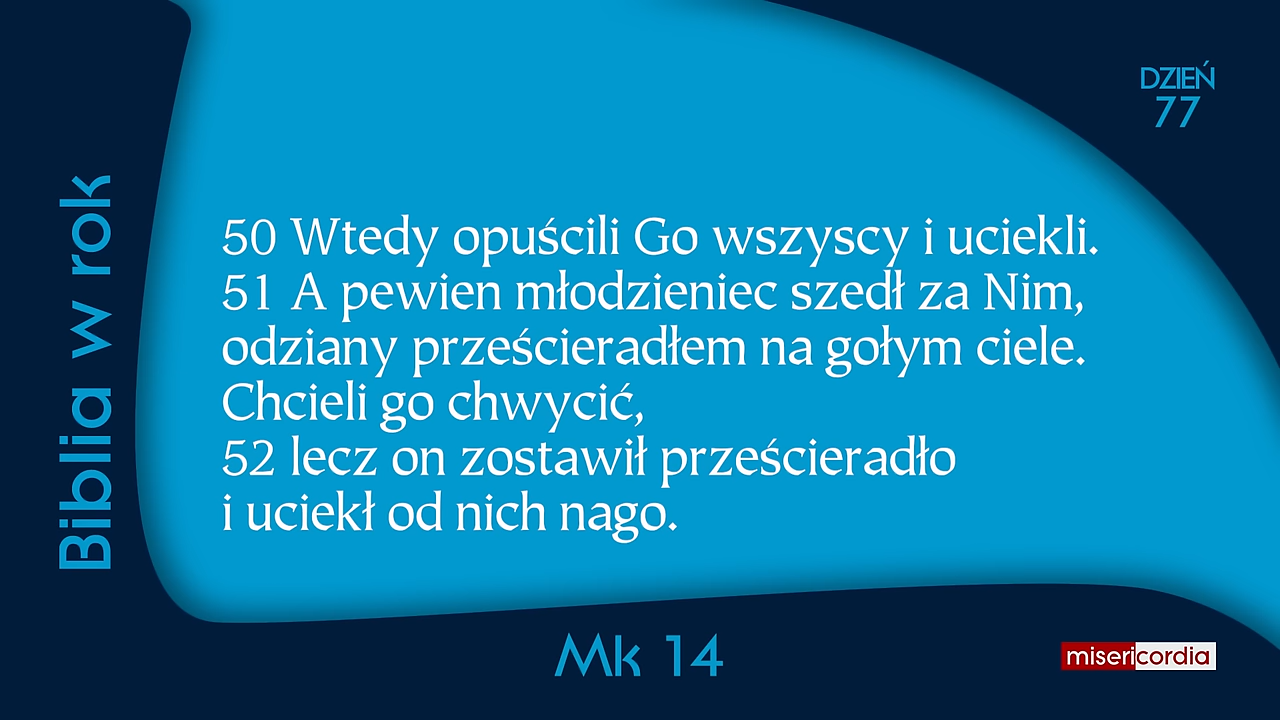 DZIEŃ
77
Biblia w rok
50 Wtedy opuścili Go wszyscy i uciekli.
51 A pewien młodzieniec szedł za Nim,
odziany prześcieradłem na gołym ciele.
Chcieli go chwycić,
52 lecz on zostawił prześcieradło
i uciekł od nich nago.
Mk 14
misericordia